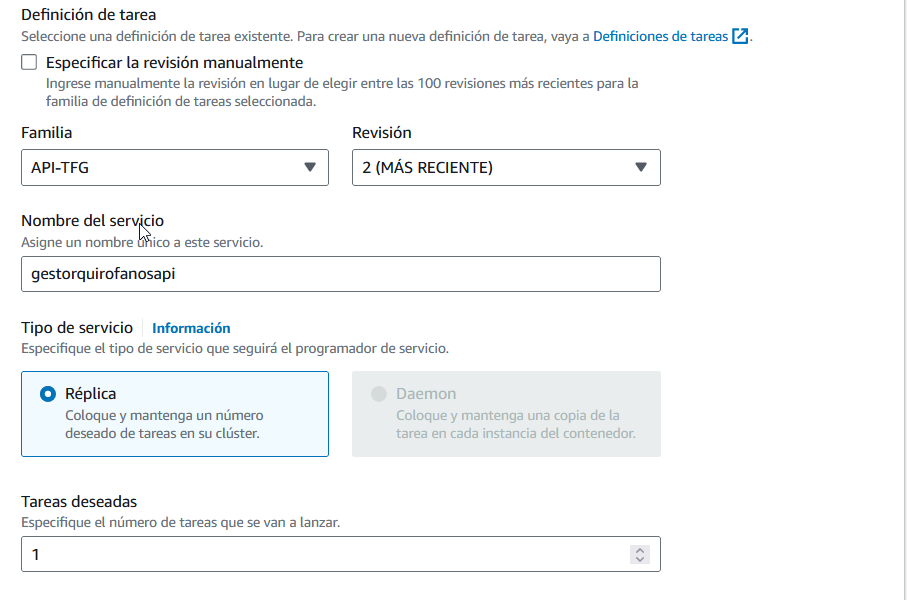 Definición de tarea
Seleccione una definición de tarea existente. Para crear una nueva definición de tarea, vaya a Definiciones de tareas.
Especificar la revisión manualmente
Ingrese manualmente la revisión en lugar de elegir entre las 100 revisiones más recientes para la
familia de definición de tareas seleccionada.
Familia Revisión
API-TFG 2 (MÁS RECIENTE)
Nombre del servicio
Asigne un nombre único a este servicio.
gestorquirofanosapi
Tipo de servicio Información
Especifique el tipo de servicio que seguirá el programador de servicio.
Réplica
Coloque y mantenga un número
deseado de tareas en su clúster.
Daemon
Coloque y mantenga una copia de la
tarea en cada instancia del contenedor.
Tareas deseadas
Especifique el número de tareas que se van a lanzar.
1